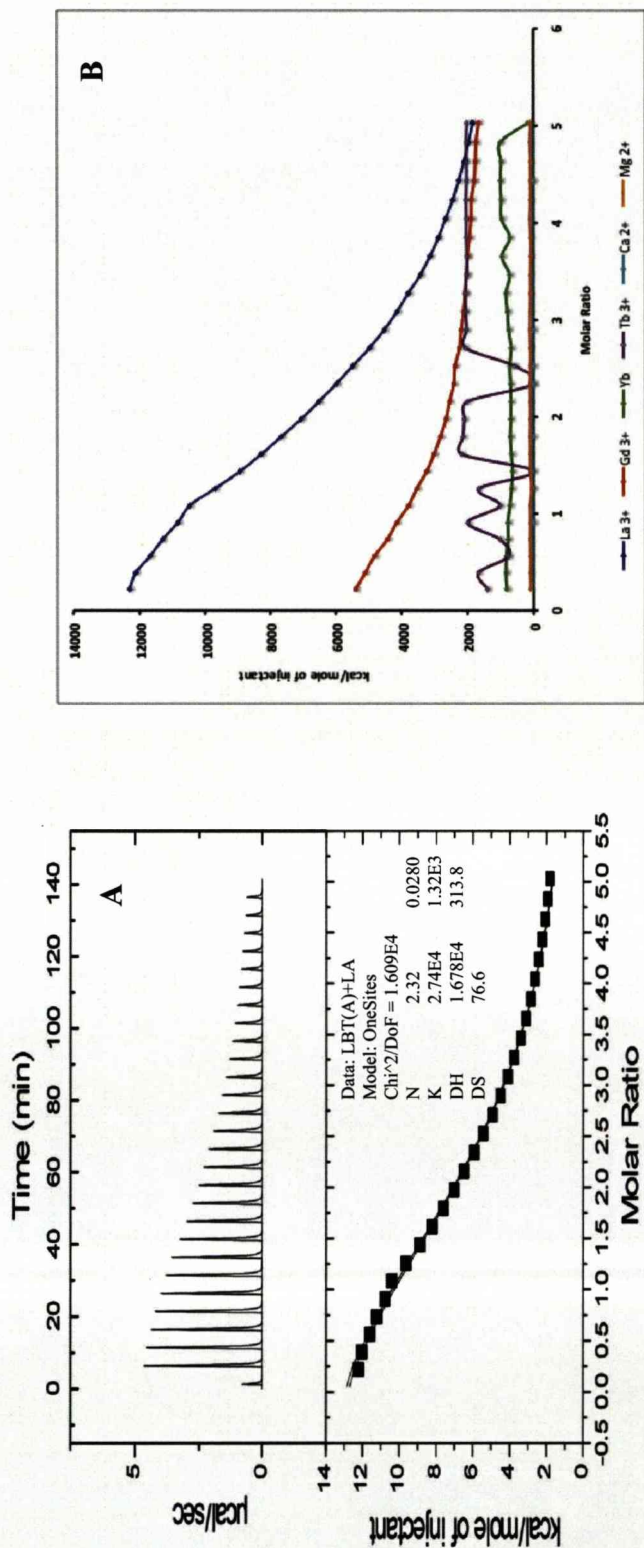 A
Time (min)
0 20 40 60 80 100 120 140
5
0
µcal/sec
Data: LBT(A)+LA
Model: OneSites
Chi^2/DoF = 1.609E4
N 2.32 0.0280
K 2.74E4 1.32E3
DH 1.678E4 313.8
DS 76.6
14
12
10
8
6
4
2
0
kcal/mole of injectant
-0.5 0.0 0.5 1.0 1.5 2.0 2.5 3.0 3.5 4.0 4.5 5.0 5.5
Molar Ratio
B
14000
12000
10000
8000
6000
4000
2000
0
kcal/mole of injectant
0 1 2 3 4 5 6
Molar Ratio
La 3+ Gd 3+ Yb Tb 3+ Ca 2+ Mg 2+